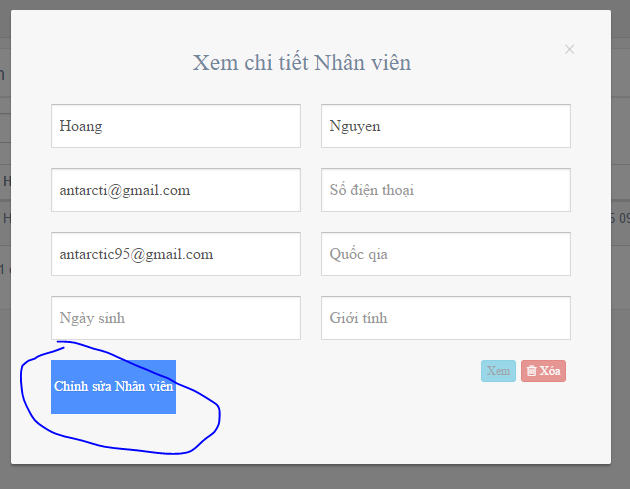 ×
Xem chi tiết Nhân viên
Hoang
Nguyen
antarcti@gmail.com
Số điện thoại
antarctic95@gmail.com
Quốc qia
Ngày sinh
Giới tính
Chỉnh sửa Nhân viên
Xem
Xóa